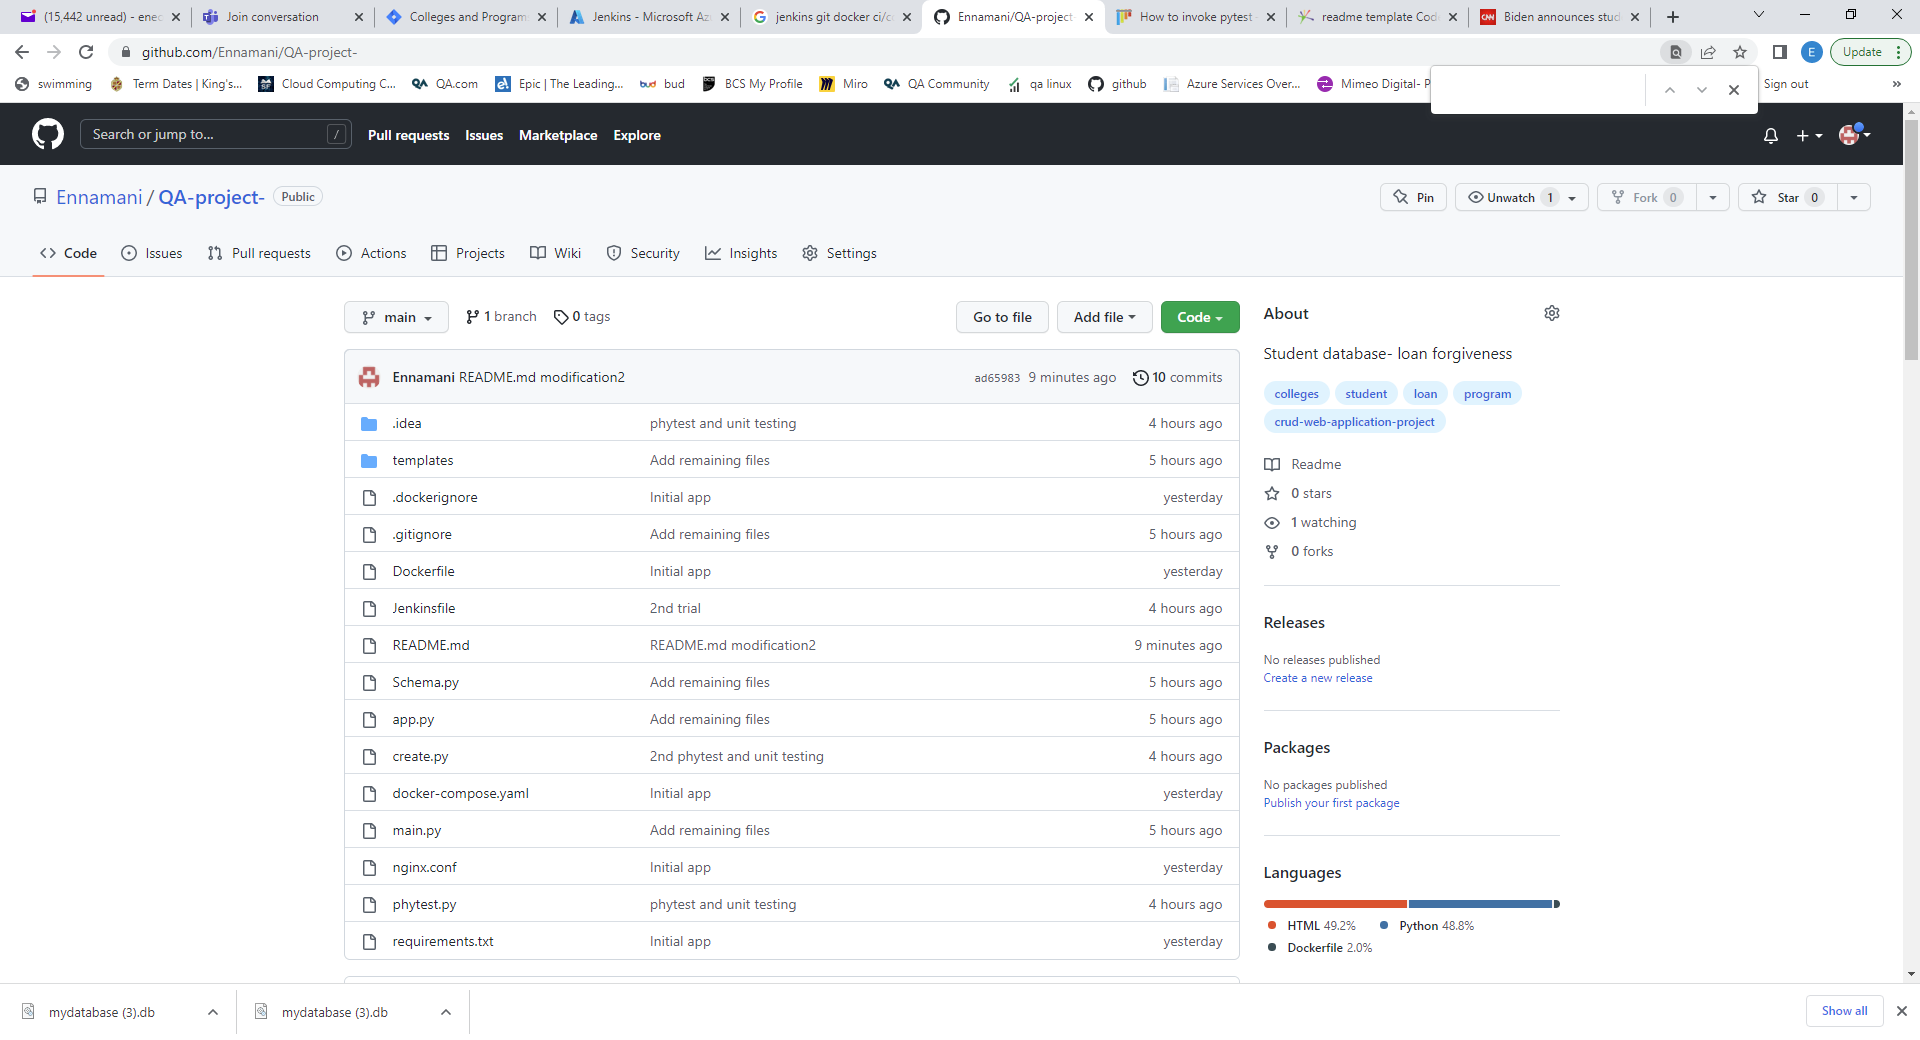 (15,442 unread) - enec
Join conversation
Colleges and Program
Jenkins - Microsoft Az
jenkins git docker ci/c
Ennamani/QA-project-
How to invoke pytest
readme template Cod
CNN Biden announces stud
github.com/Ennamani/QA-project-
E
Update
swimming
Term Dates | King's...
Cloud Computing C...
QA QA.com
Epic | The Leading...
bud bud
BCS My Profile
Miro
QA QA Community
qa linux
github
Azure Services Over...
Mimeo Digital- P
Sign out
»
Search or jump to... /
Pull requests
Issues
Marketplace
Explore
Ennamani / QA-project- Public
Pin
Unwatch 1
Fork 0
Star 0
Code
Issues
Pull requests
Actions
Projects
Wiki
Security
Insights
Settings
main
1 branch
0 tags
Go to file
Add file
Code
Ennamani README.md modification2 ad65983 9 minutes ago 10 commits
.idea phytest and unit testing 4 hours ago
templates Add remaining files 5 hours ago
.dockerignore Initial app yesterday
.gitignore Add remaining files 5 hours ago
Dockerfile Initial app yesterday
Jenkinsfile 2nd trial 4 hours ago
README.md README.md modification2 9 minutes ago
Schema.py Add remaining files 5 hours ago
app.py Add remaining files 5 hours ago
create.py 2nd phytest and unit testing 4 hours ago
docker-compose.yaml Initial app yesterday
main.py Add remaining files 5 hours ago
nginx.conf Initial app yesterday
phytest.py phytest and unit testing 4 hours ago
requirements.txt Initial app yesterday
About
Student database- loan forgiveness
colleges student loan program
crud-web-application-project
Readme
0 stars
1 watching
0 forks
Releases
No releases published
Create a new release
Packages
No packages published
Publish your first package
Languages
HTML 49.2% Python 48.8%
Dockerfile 2.0%
mydatabase (3).db
mydatabase (3).db
Show all